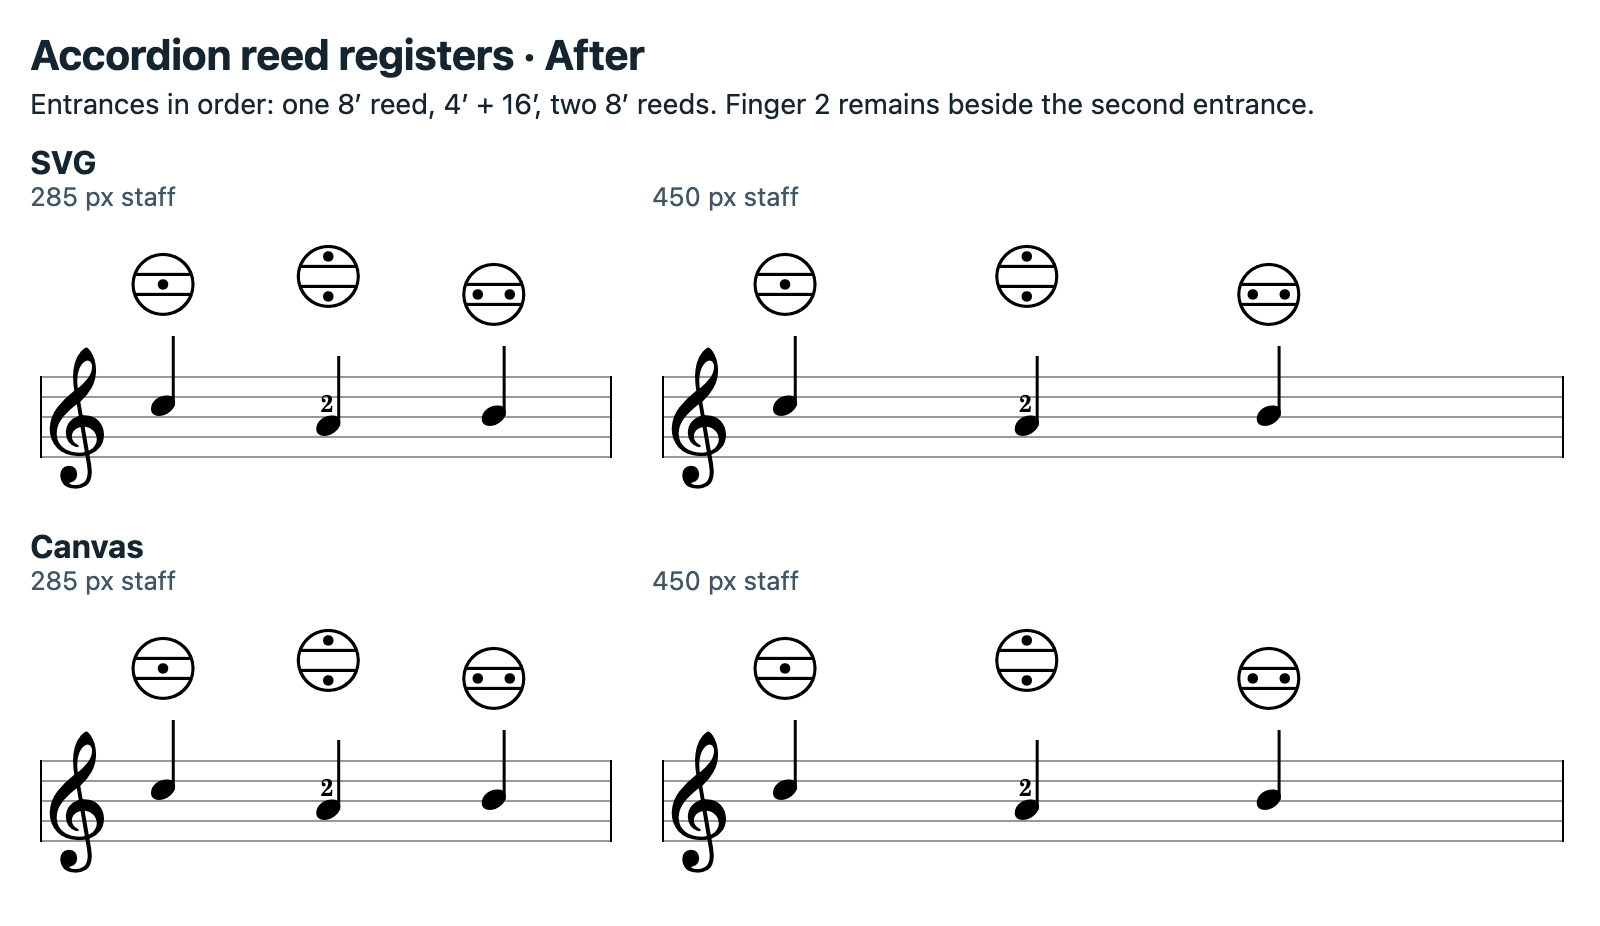 Accordion reed registers · After
Entrances in order: one 8′ reed, 4′ + 16′, two 8′ reeds. Finger 2 remains beside the second entrance.
SVG
285 px staff
450 px staff
2
2
Canvas
285 px staff
450 px staff
2
2